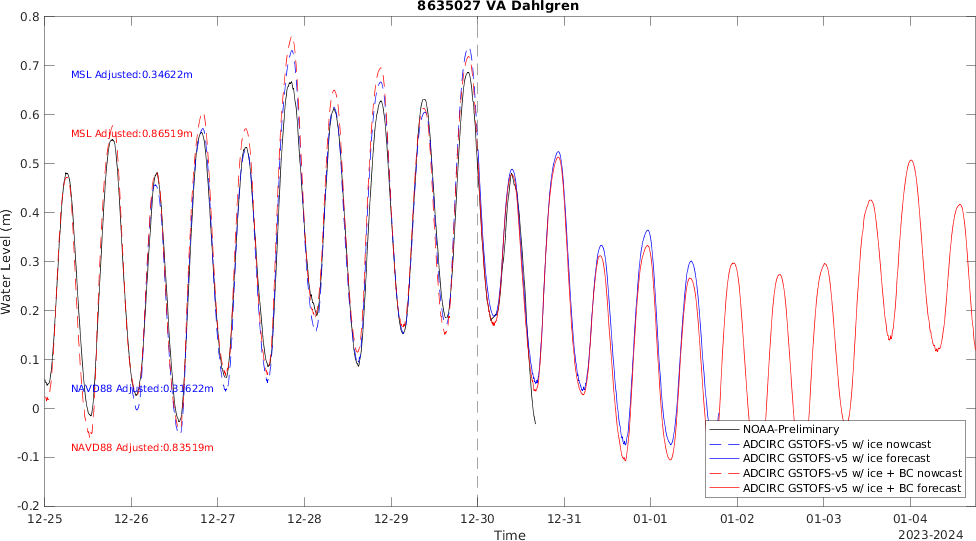 8635027 VA Dahlgren
0.8
0.7
0.6
0.5
0.4
0.3
0.2
0.1
0
-0.1
-0.2
Water Level (m)
MSL Adjusted:0.34622m
MSL Adjusted:0.86519m
NAVD88 Adjusted:0.31622m
NAVD88 Adjusted:0.83519m
NOAA-Preliminary
ADCIRC GSTOFS-v5 w/ ice nowcast
ADCIRC GSTOFS-v5 w/ ice forecast
ADCIRC GSTOFS-v5 w/ ice + BC nowcast
ADCIRC GSTOFS-v5 w/ ice + BC forecast
12-25 12-26 12-27 12-28 12-29 12-30 12-31 01-01 01-02 01-03 01-04
Time
2023-2024